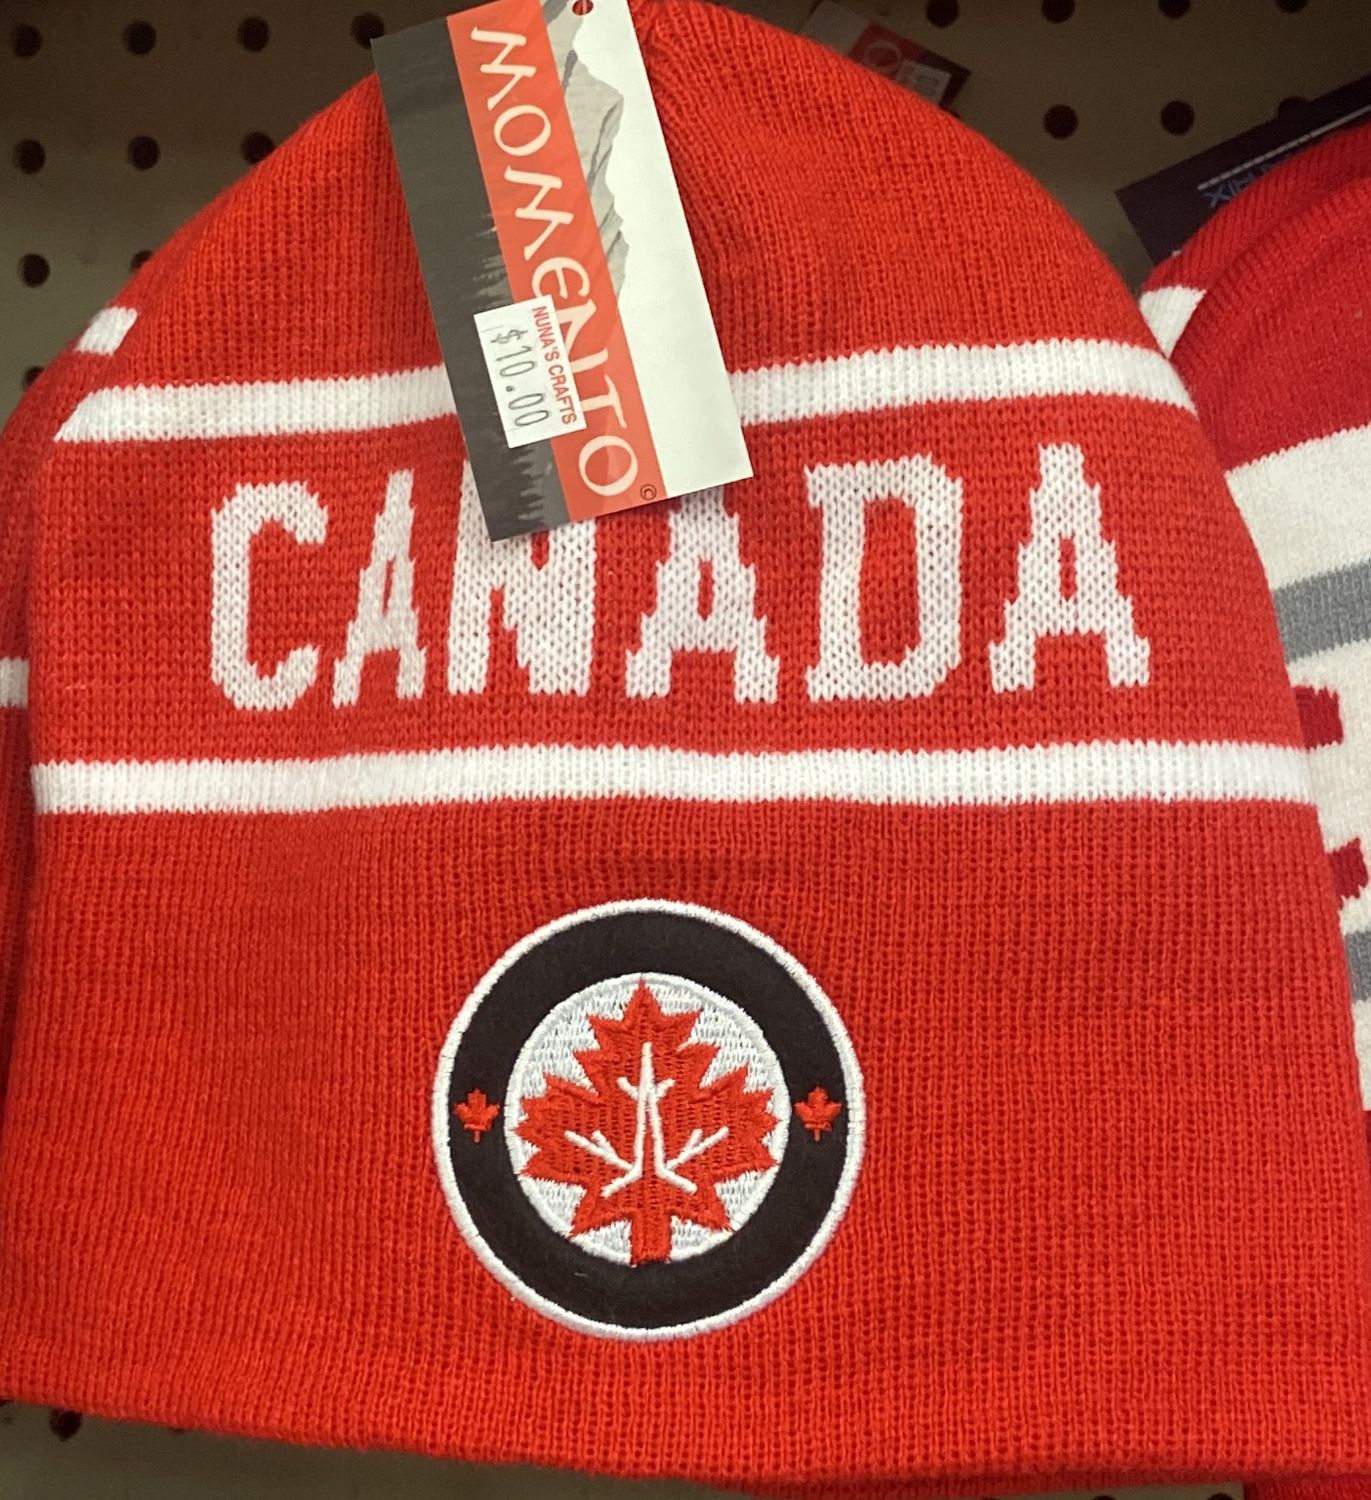 MOMENTO
©
NUNA'S CRAFTS
$10.00
CANADA